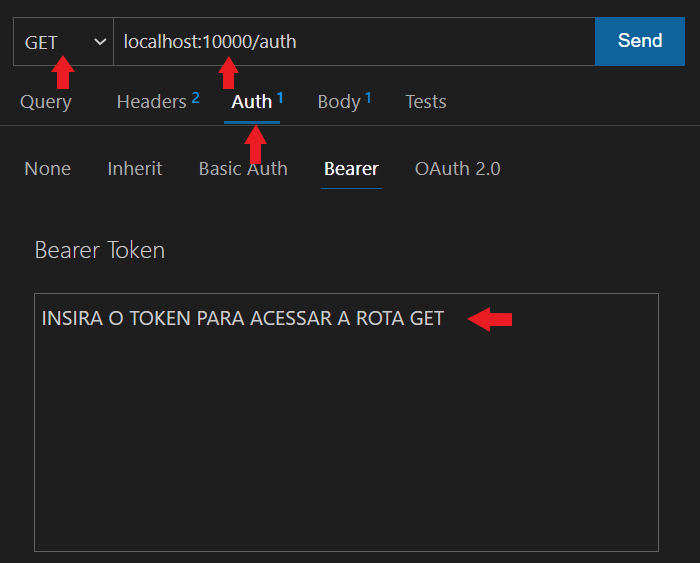 GET localhost:10000/auth Send
Query Headers 2 Auth 1 Body 1 Tests
None Inherit Basic Auth Bearer OAuth 2.0
Bearer Token
INSIRA O TOKEN PARA ACESSAR A ROTA GET